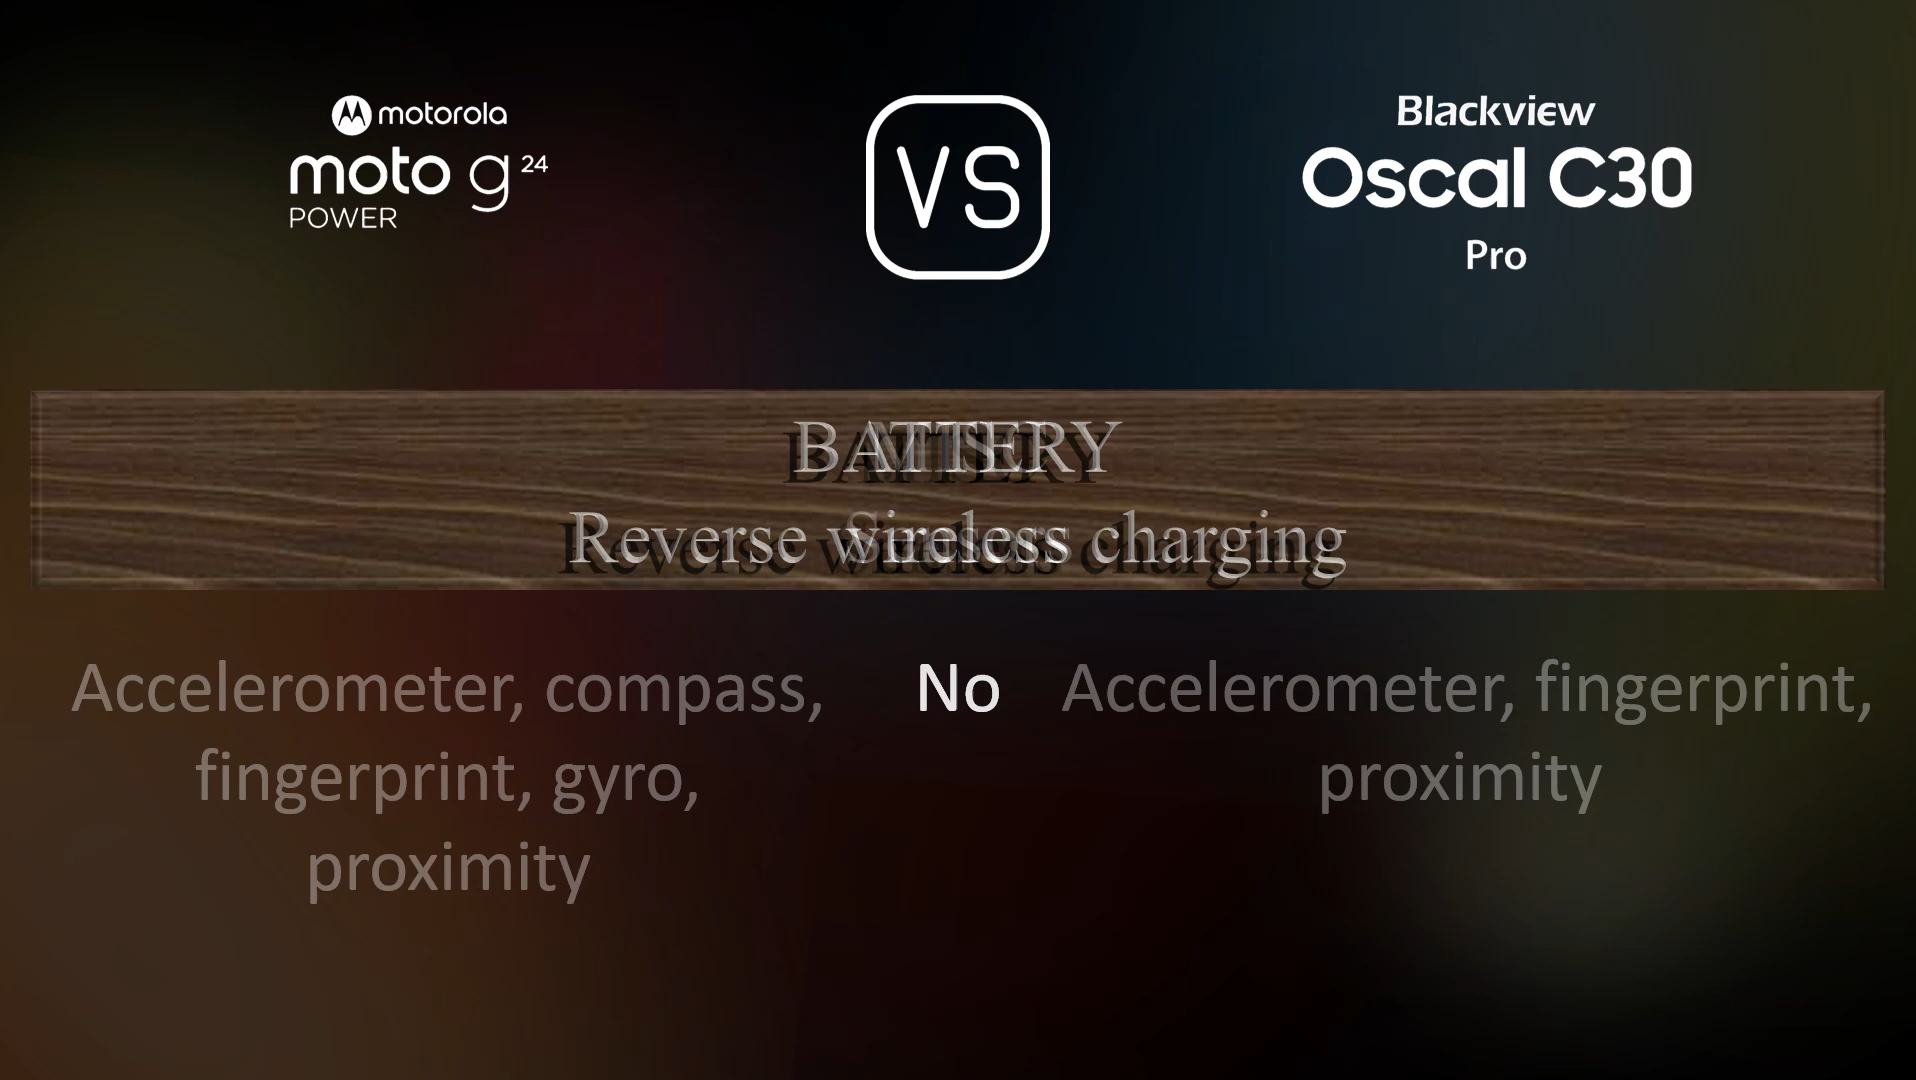 motorola
moto g 24
POWER
VS
Blackview
Oscal C30
Pro
BATTERY
Reverse wireless charging
Sensors
Accelerometer, compass,
fingerprint, gyro,
proximity
No
Accelerometer, fingerprint,
proximity